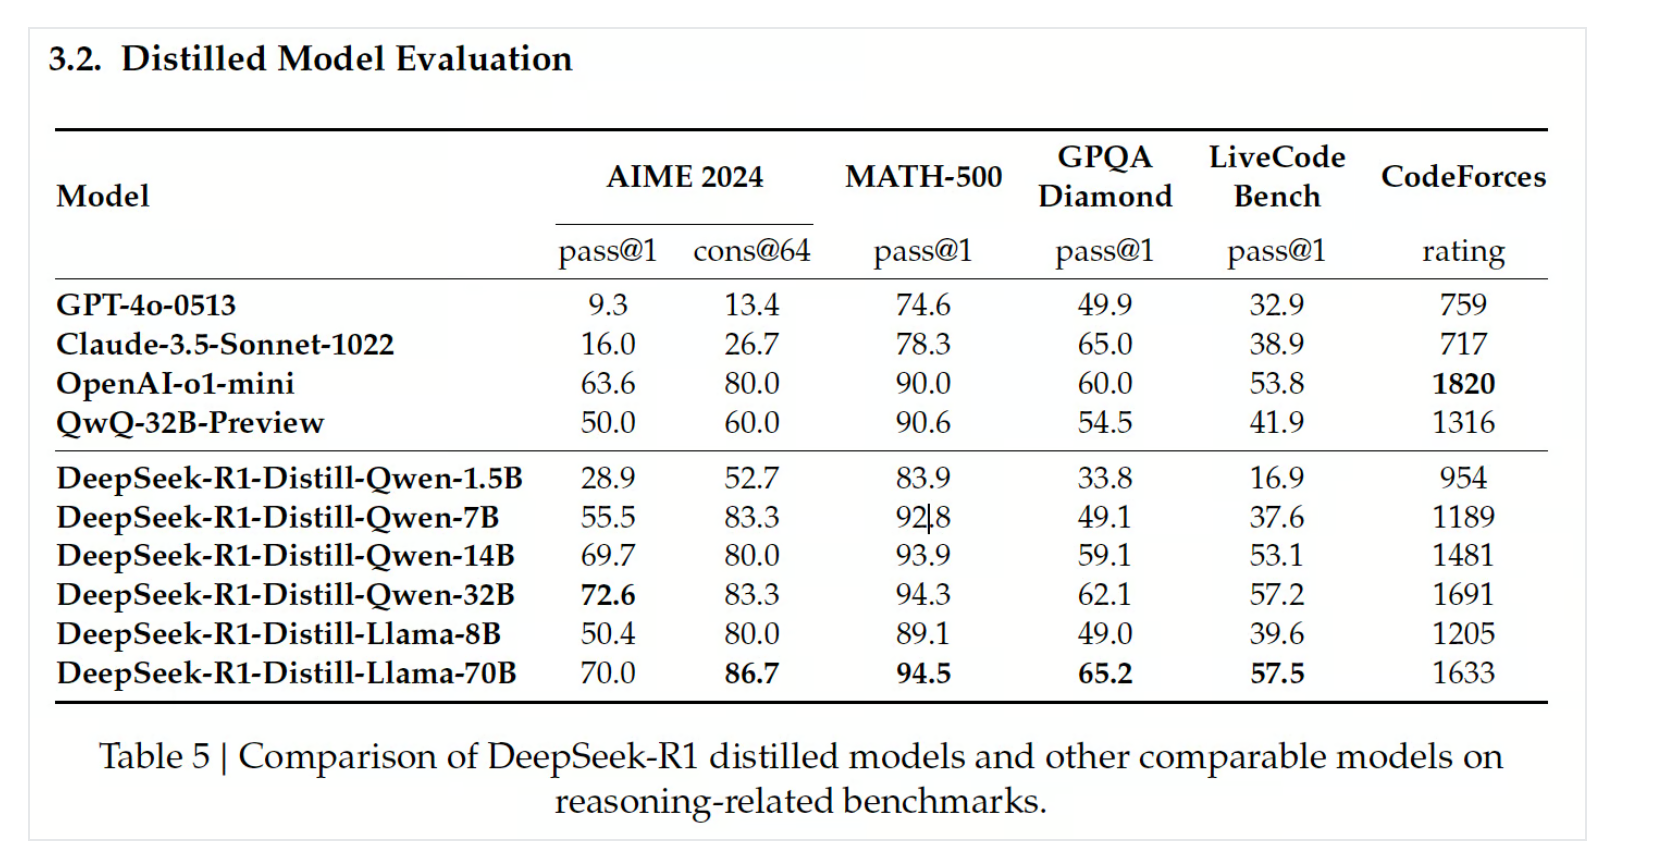 3.2. Distilled Model Evaluation
Model AIME 2024 MATH-500 GPQA Diamond LiveCode Bench CodeForces
pass@1 cons@64 pass@1 pass@1 pass@1 rating
GPT-4o-0513 9.3 13.4 74.6 49.9 32.9 759
Claude-3.5-Sonnet-1022 16.0 26.7 78.3 65.0 38.9 717
OpenAI-o1-mini 63.6 80.0 90.0 60.0 53.8 1820
QwQ-32B-Preview 50.0 60.0 90.6 54.5 41.9 1316
DeepSeek-R1-Distill-Qwen-1.5B 28.9 52.7 83.9 33.8 16.9 954
DeepSeek-R1-Distill-Qwen-7B 55.5 83.3 92.8 49.1 37.6 1189
DeepSeek-R1-Distill-Qwen-14B 69.7 80.0 93.9 59.1 53.1 1481
DeepSeek-R1-Distill-Qwen-32B 72.6 83.3 94.3 62.1 57.2 1691
DeepSeek-R1-Distill-Llama-8B 50.4 80.0 89.1 49.0 39.6 1205
DeepSeek-R1-Distill-Llama-70B 70.0 86.7 94.5 65.2 57.5 1633
Table 5 | Comparison of DeepSeek-R1 distilled models and other comparable models on
reasoning-related benchmarks.